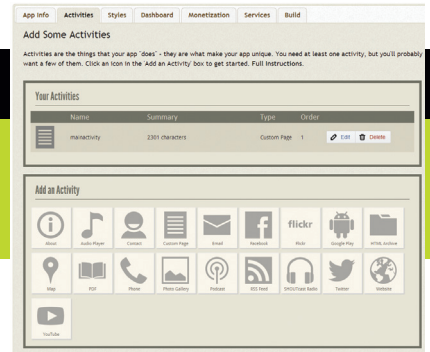 App Info Activities Styles Dashboard Monetization Services Build
Add Some Activities
Activities are the things that your app 'does' - they are what make your app unique. You need at least one activity, but you'll probably
want a few of them. Click an icon in the 'Add an Activity' box to get started. Full Instructions.
Your Activities
Name Summary Type Order
mainactivity 2301 characters Custom Page 1 Edit Delete
Add an Activity
flickr
About Audio Player Contact Custom Page Email Facebook Flickr Google Play HTML Archive
Map PDF Phone Photo Gallery Podcast RSS Feed SHOUTcast Radio Twitter Website
YouTube